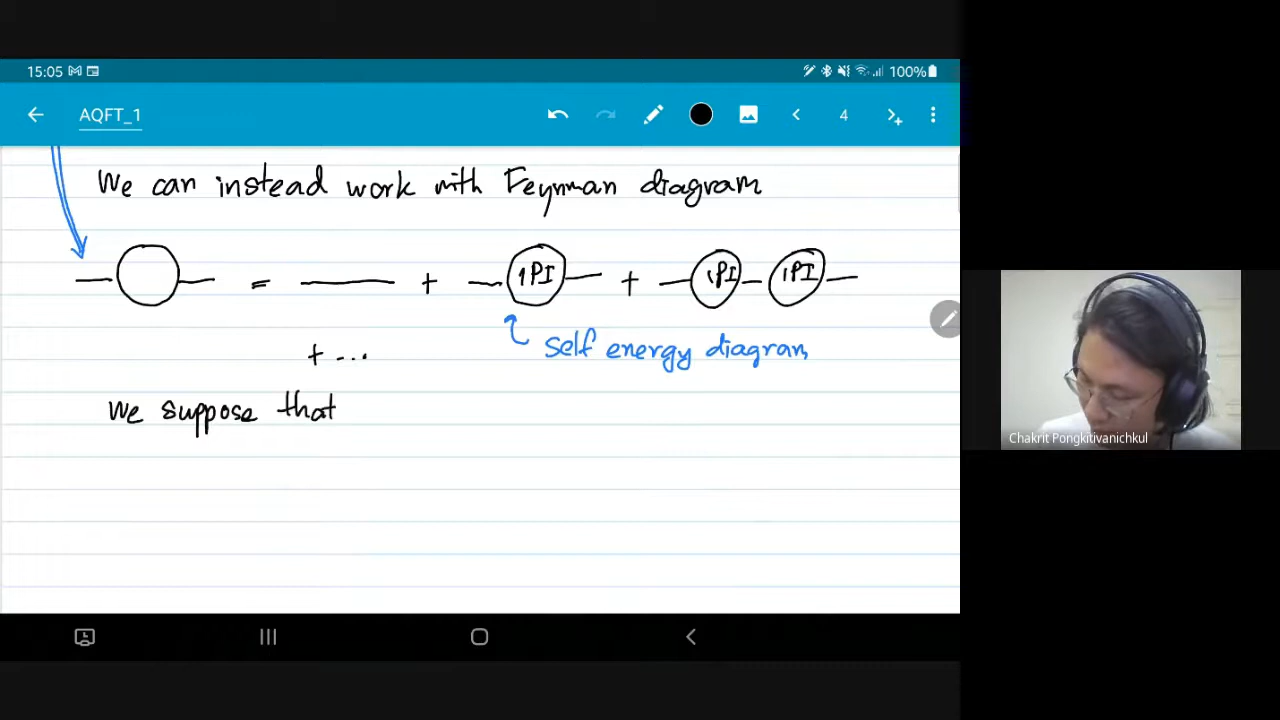 15:05 100%
AQFT_1 4
We can instead work with Feynman diagram
= + 1PI + 1PI 1PI
self energy diagram
+ ...
We suppose that
Chakrit Pongkitivanichkul